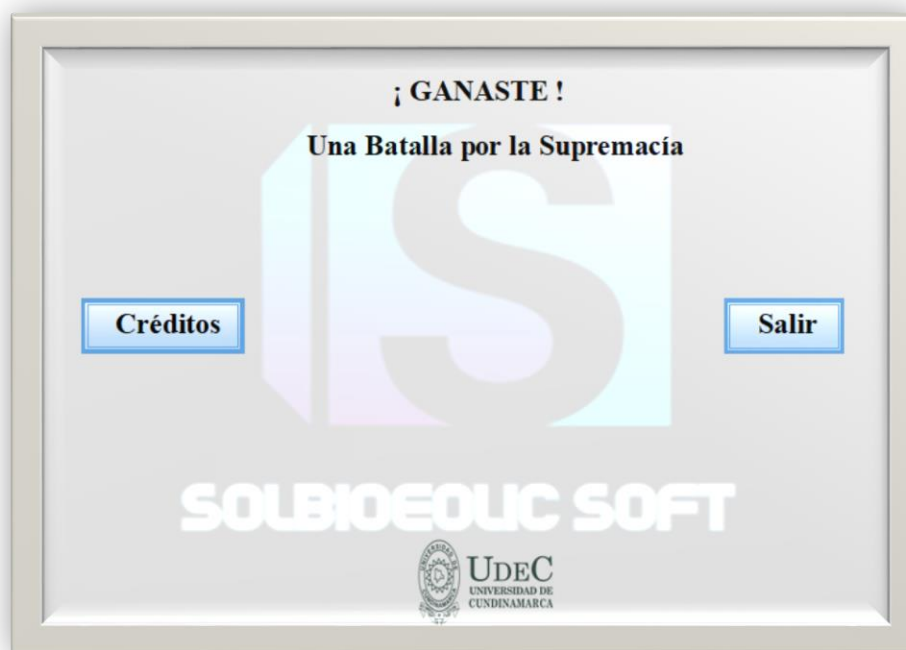 ¡ GANASTE !
Una Batalla por la Supremacía
Créditos
Salir
S
SOLBIOEOLIC SOFT
UDEC
UNIVERSIDAD DE
CUNDINAMARCA